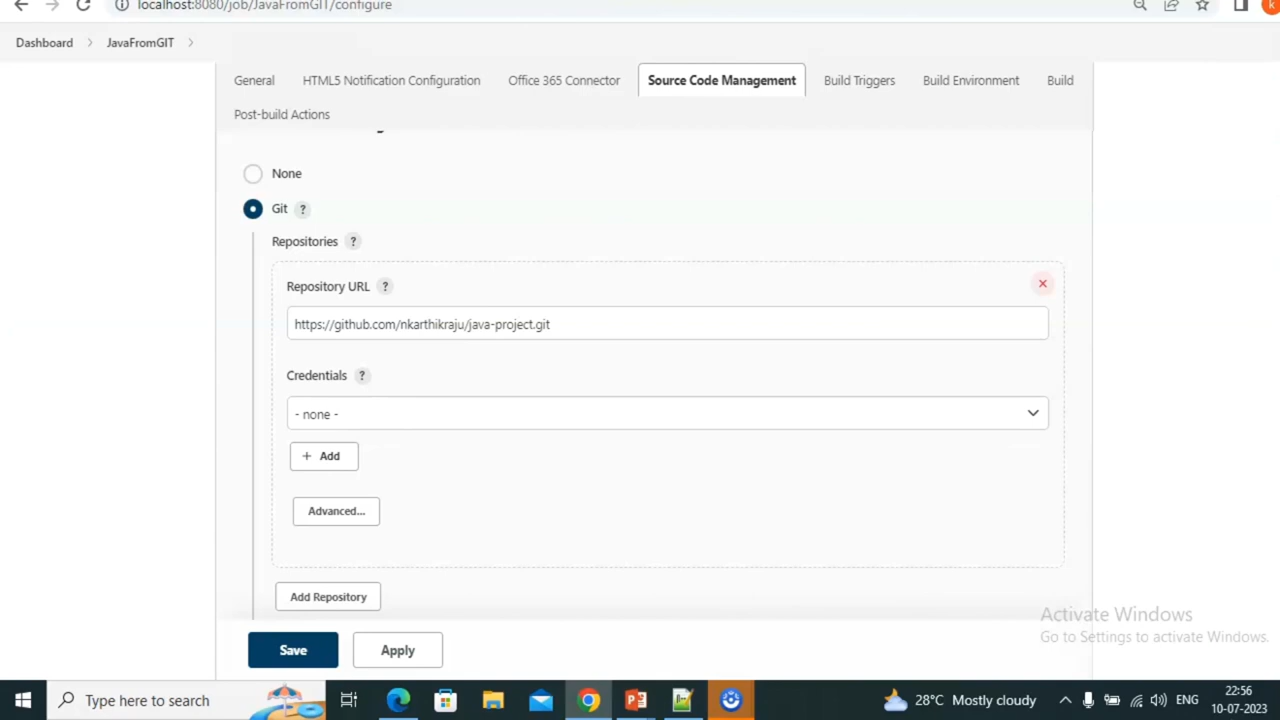 localhost:8080/job/JavaFromGIT/configure
k
Dashboard > JavaFromGIT >
General HTML5 Notification Configuration Office 365 Connector Source Code Management Build Triggers Build Environment Build
Post-build Actions
None
Git ?
Repositories ?
Repository URL ?
https://github.com/nkarthikraju/java-project.git
Credentials ?
- none -
+ Add
Advanced...
Add Repository
Save Apply
Activate Windows
Go to Settings to activate Windows.
Type here to search 28°C Mostly cloudy ENG 22:56
10-07-2023